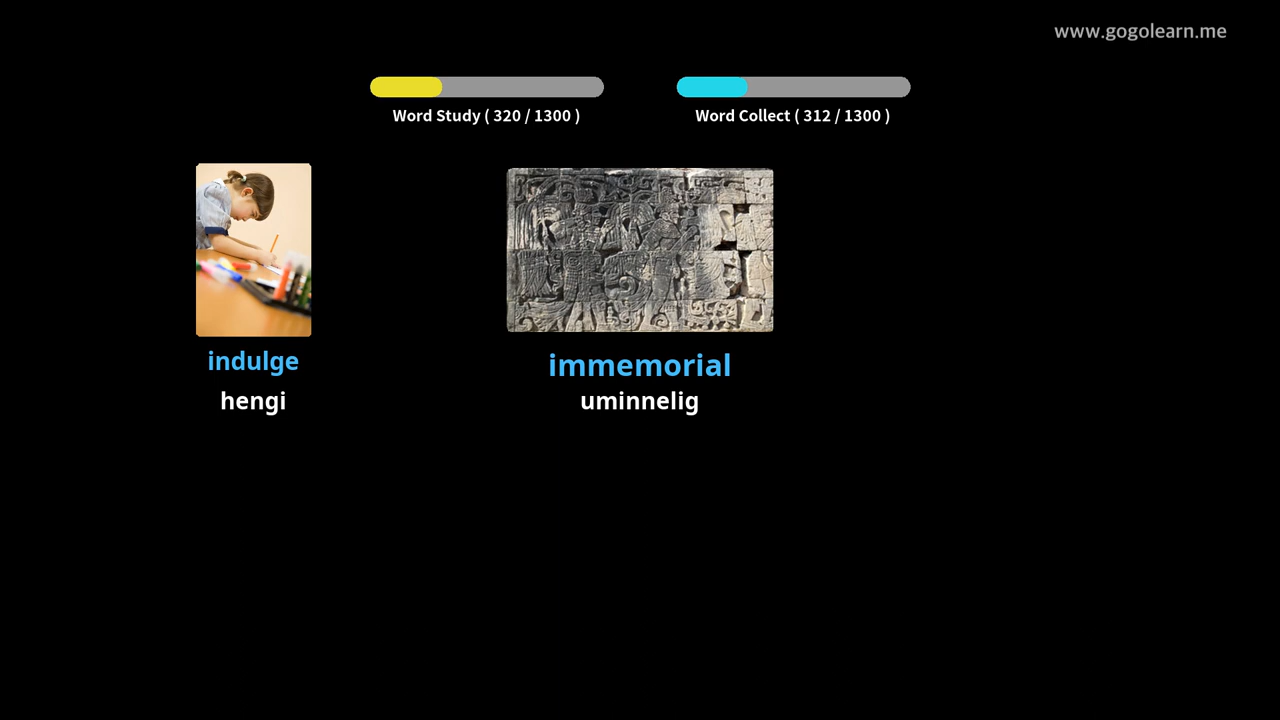 www.gogolearn.me
Word Study ( 320 / 1300 )
Word Collect ( 312 / 1300 )
indulge
hengi
immemorial
uminnelig